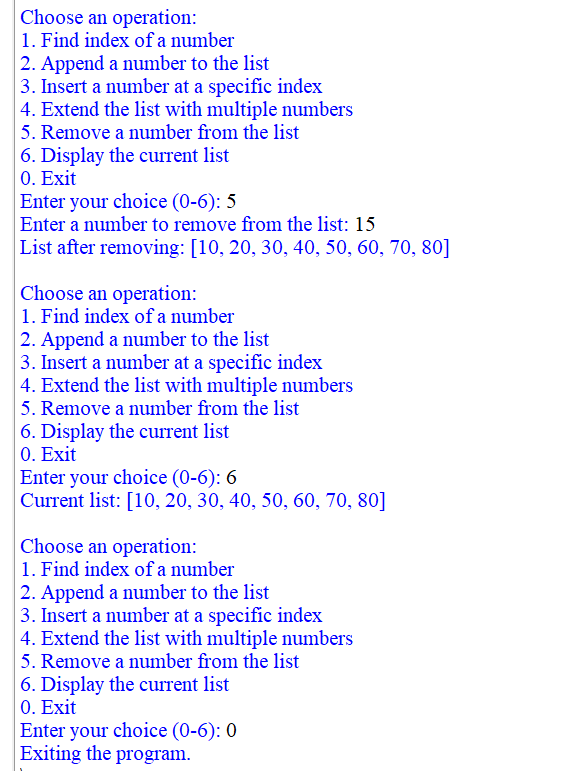 Choose an operation:
1. Find index of a number
2. Append a number to the list
3. Insert a number at a specific index
4. Extend the list with multiple numbers
5. Remove a number from the list
6. Display the current list
0. Exit
Enter your choice (0-6): 5
Enter a number to remove from the list: 15
List after removing: [10, 20, 30, 40, 50, 60, 70, 80]

Choose an operation:
1. Find index of a number
2. Append a number to the list
3. Insert a number at a specific index
4. Extend the list with multiple numbers
5. Remove a number from the list
6. Display the current list
0. Exit
Enter your choice (0-6): 6
Current list: [10, 20, 30, 40, 50, 60, 70, 80]

Choose an operation:
1. Find index of a number
2. Append a number to the list
3. Insert a number at a specific index
4. Extend the list with multiple numbers
5. Remove a number from the list
6. Display the current list
0. Exit
Enter your choice (0-6): 0
Exiting the program.